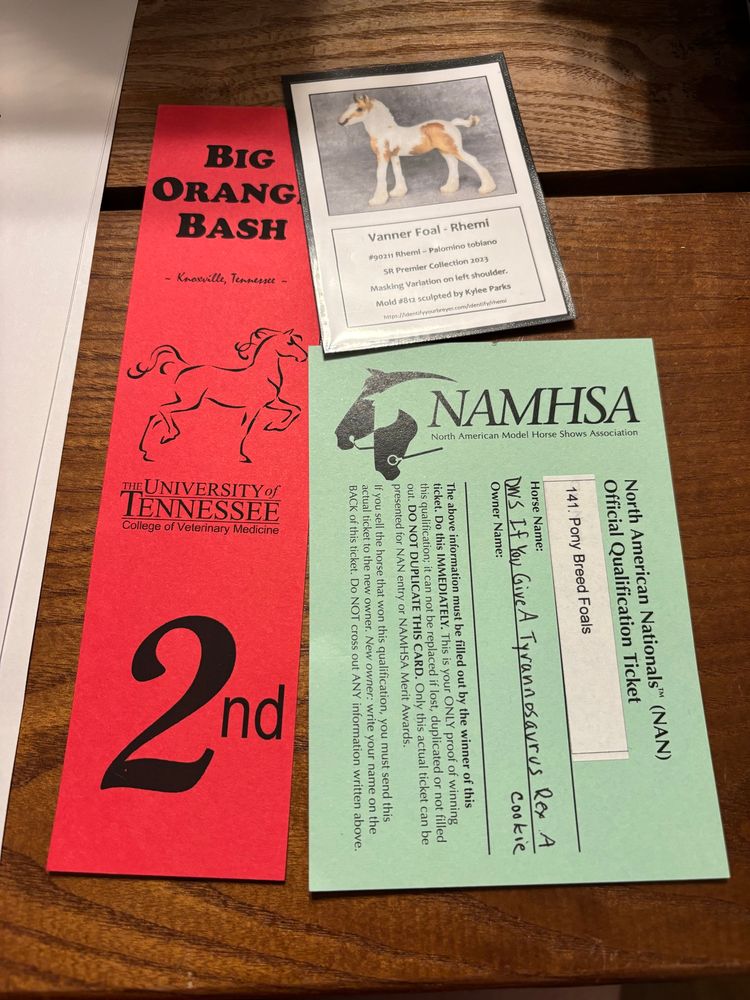 BIG
ORANG
BASH
~ Knoxville, Tennessee ~
THE UNIVERSITY of
TENNESSEE
College of Veterinary Medicine
2nd
Vanner Foal - Rhemi
#90211 Rhemi – Palomino tobiano
SR Premier Collection 2023
Masking Variation on left shoulder.
Mold #812 sculpted by Kylee Parks
https://identifyyourbreyer.com/identify/rhemi
NAMHSA
North American Model Horse Shows Association
North American Nationals™ (NAN)
Official Qualification Ticket
141. Pony Breed Foals
Horse Name:
DWS If You Give A Tyrannosaurus Rex A
Cookie
Owner Name:
The above information must be filled out by the winner of this
ticket. Do this IMMEDIATELY. This is your ONLY proof of winning
this qualification; it can not be replaced if lost, duplicated or not filled
out. DO NOT DUPLICATE THIS CARD. Only this actual ticket can be
presented for NAN entry or NAMHSA Merit Awards.
If you sell the horse that won this qualification, you must send this
actual ticket to the new owner. New owner: write your name on the
BACK of this ticket. Do NOT cross out ANY information written above.